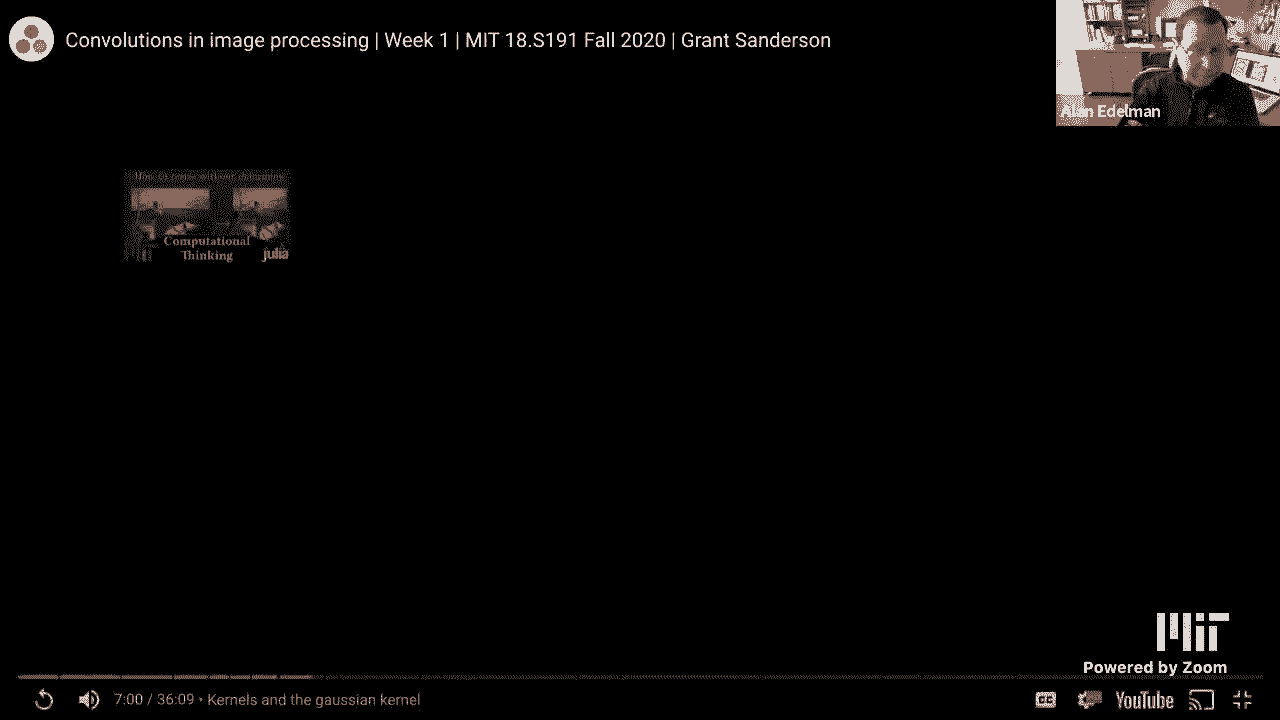 Convolutions in image processing | Week 1 | MIT 18.S191 Fall 2020 | Grant Sanderson
Alan Edelman
Computational
Thinking
julia
MIT
Powered by Zoom
7:00 / 36:09 • Kernels and the gaussian kernel
CC
YouTube